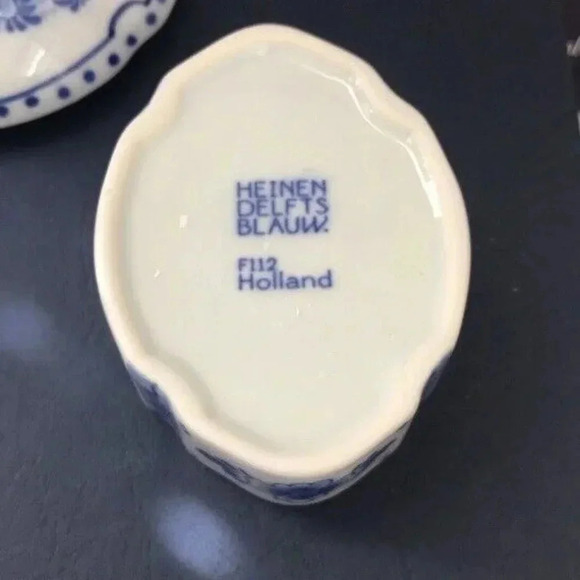 HEINEN
DELFTS
BLAUW.
F112
Holland